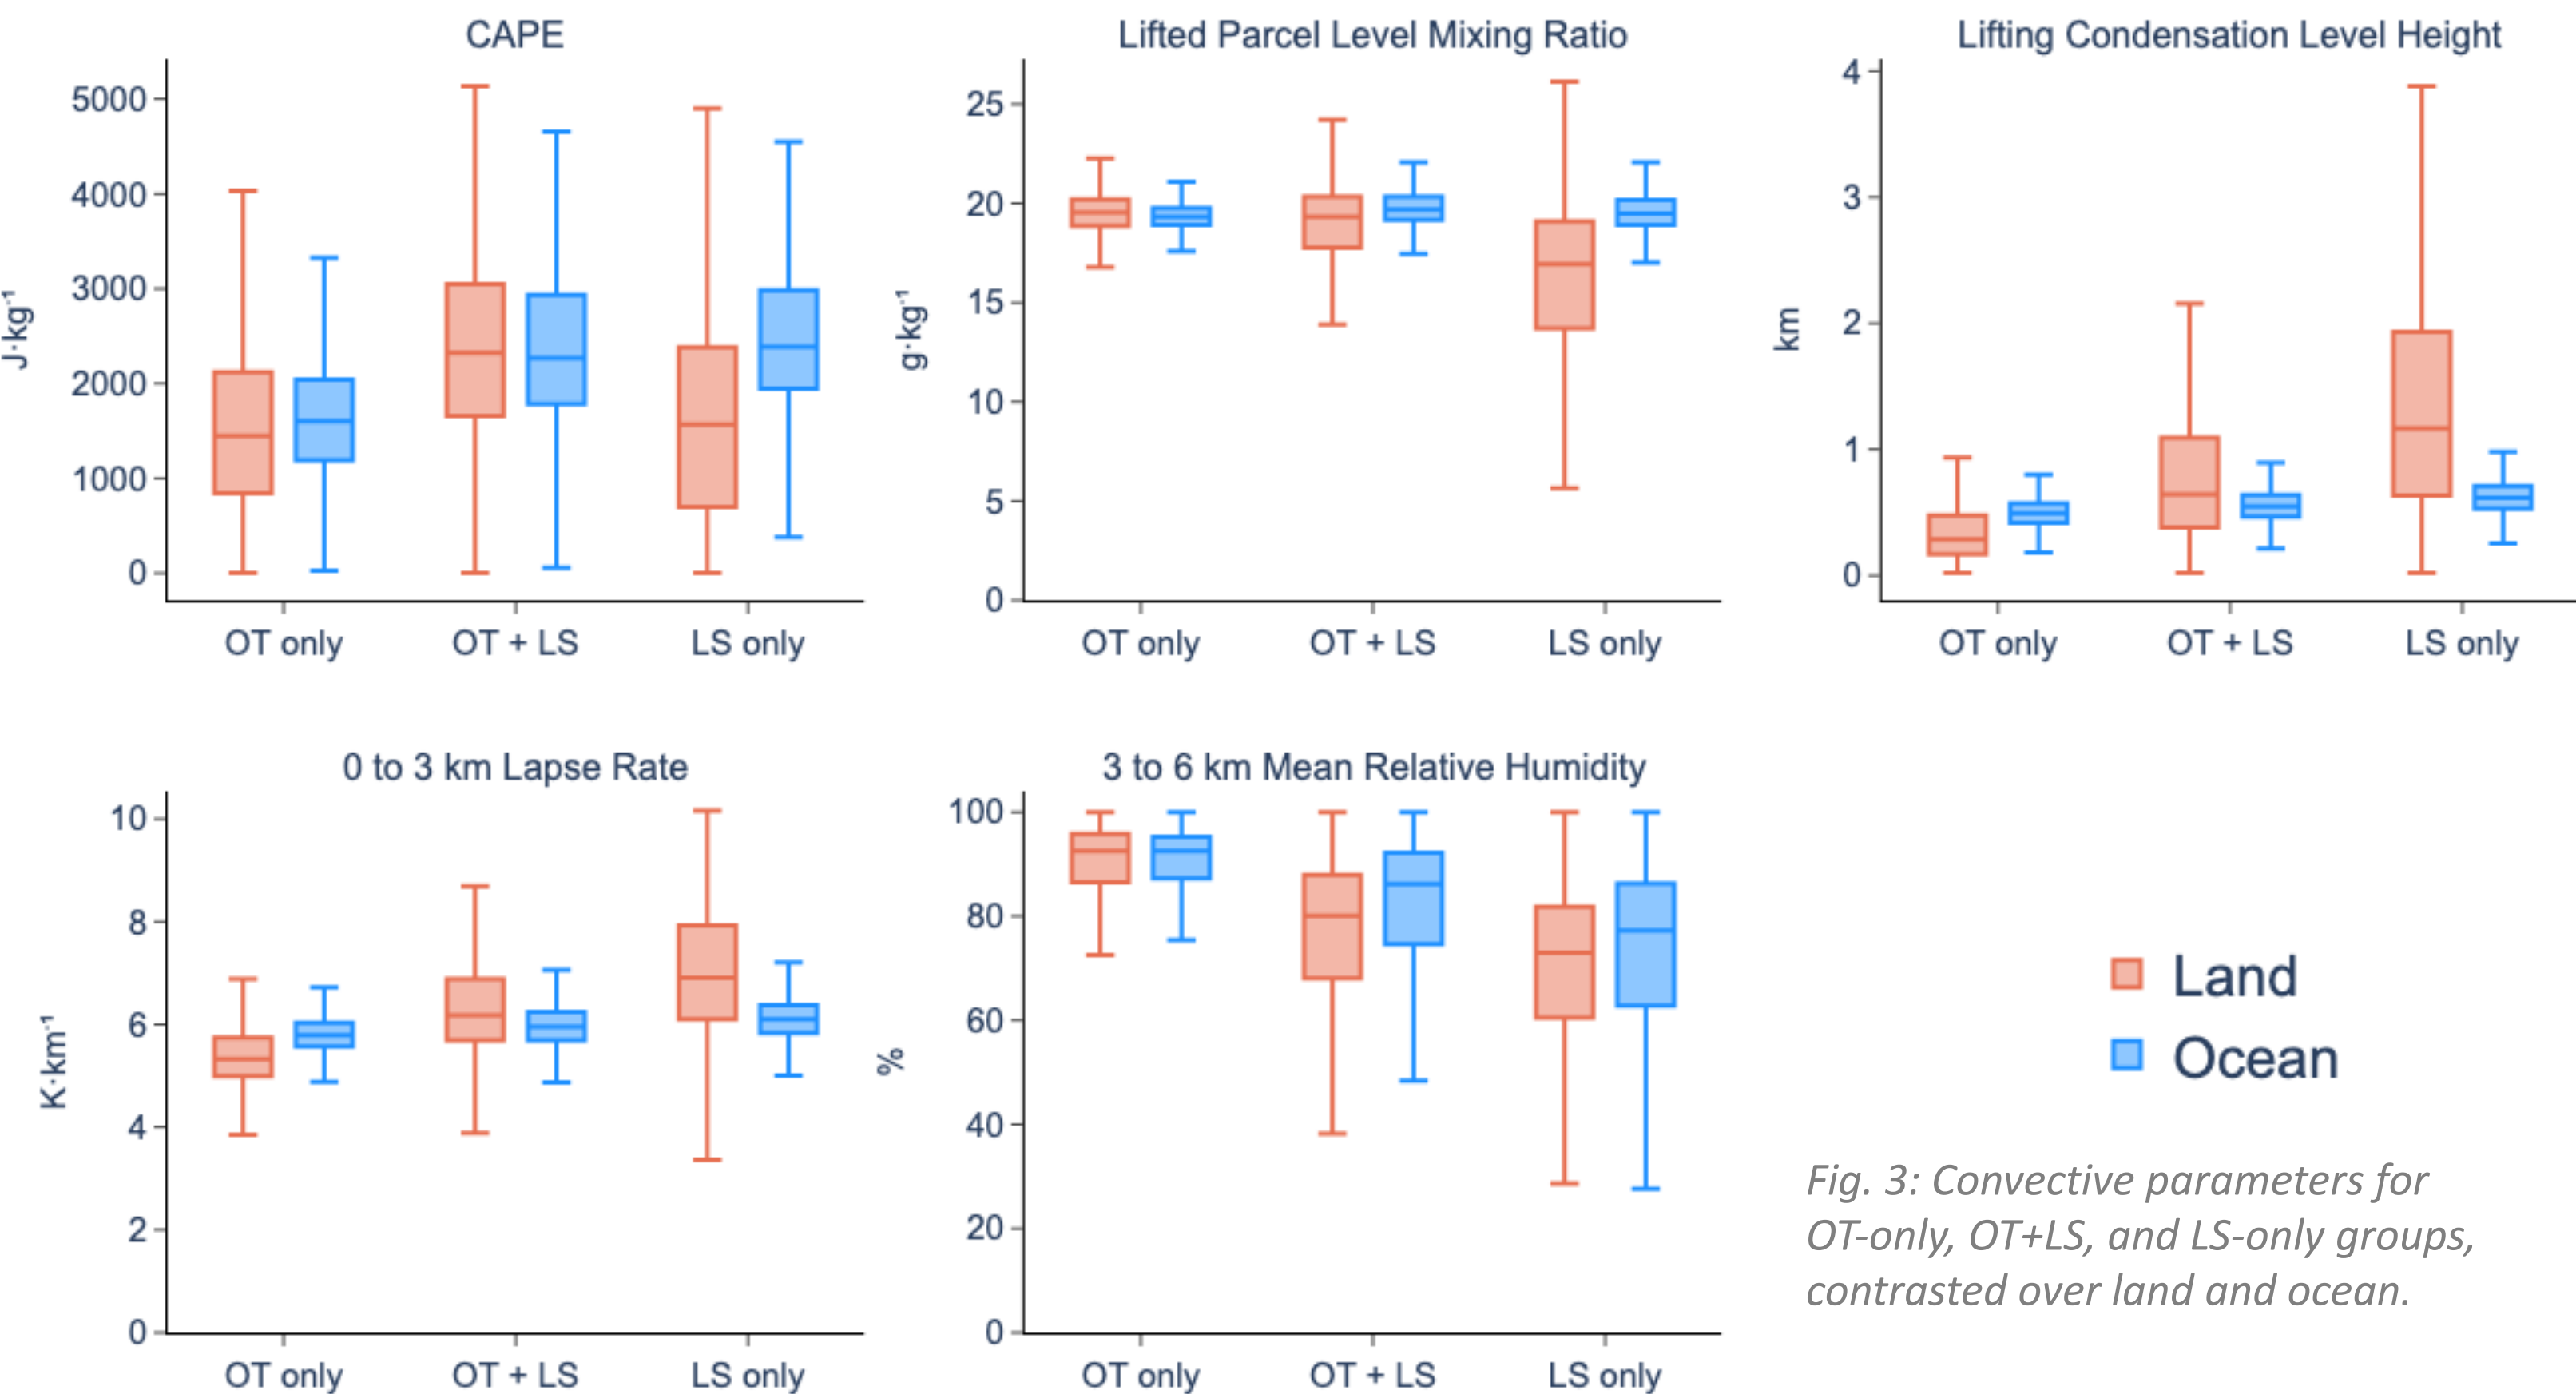 CAPE
5000
4000
3000
2000
1000
0
J·kg⁻¹
OT only
OT + LS
LS only
Lifted Parcel Level Mixing Ratio
25
20
15
10
5
0
g·kg⁻¹
OT only
OT + LS
LS only
Lifting Condensation Level Height
4
3
2
1
0
km
OT only
OT + LS
LS only
0 to 3 km Lapse Rate
10
8
6
4
2
0
K·km⁻¹
OT only
OT + LS
LS only
3 to 6 km Mean Relative Humidity
100
80
60
40
20
0
%
OT only
OT + LS
LS only
Land
Ocean
Fig. 3: Convective parameters for
OT-only, OT+LS, and LS-only groups,
contrasted over land and ocean.